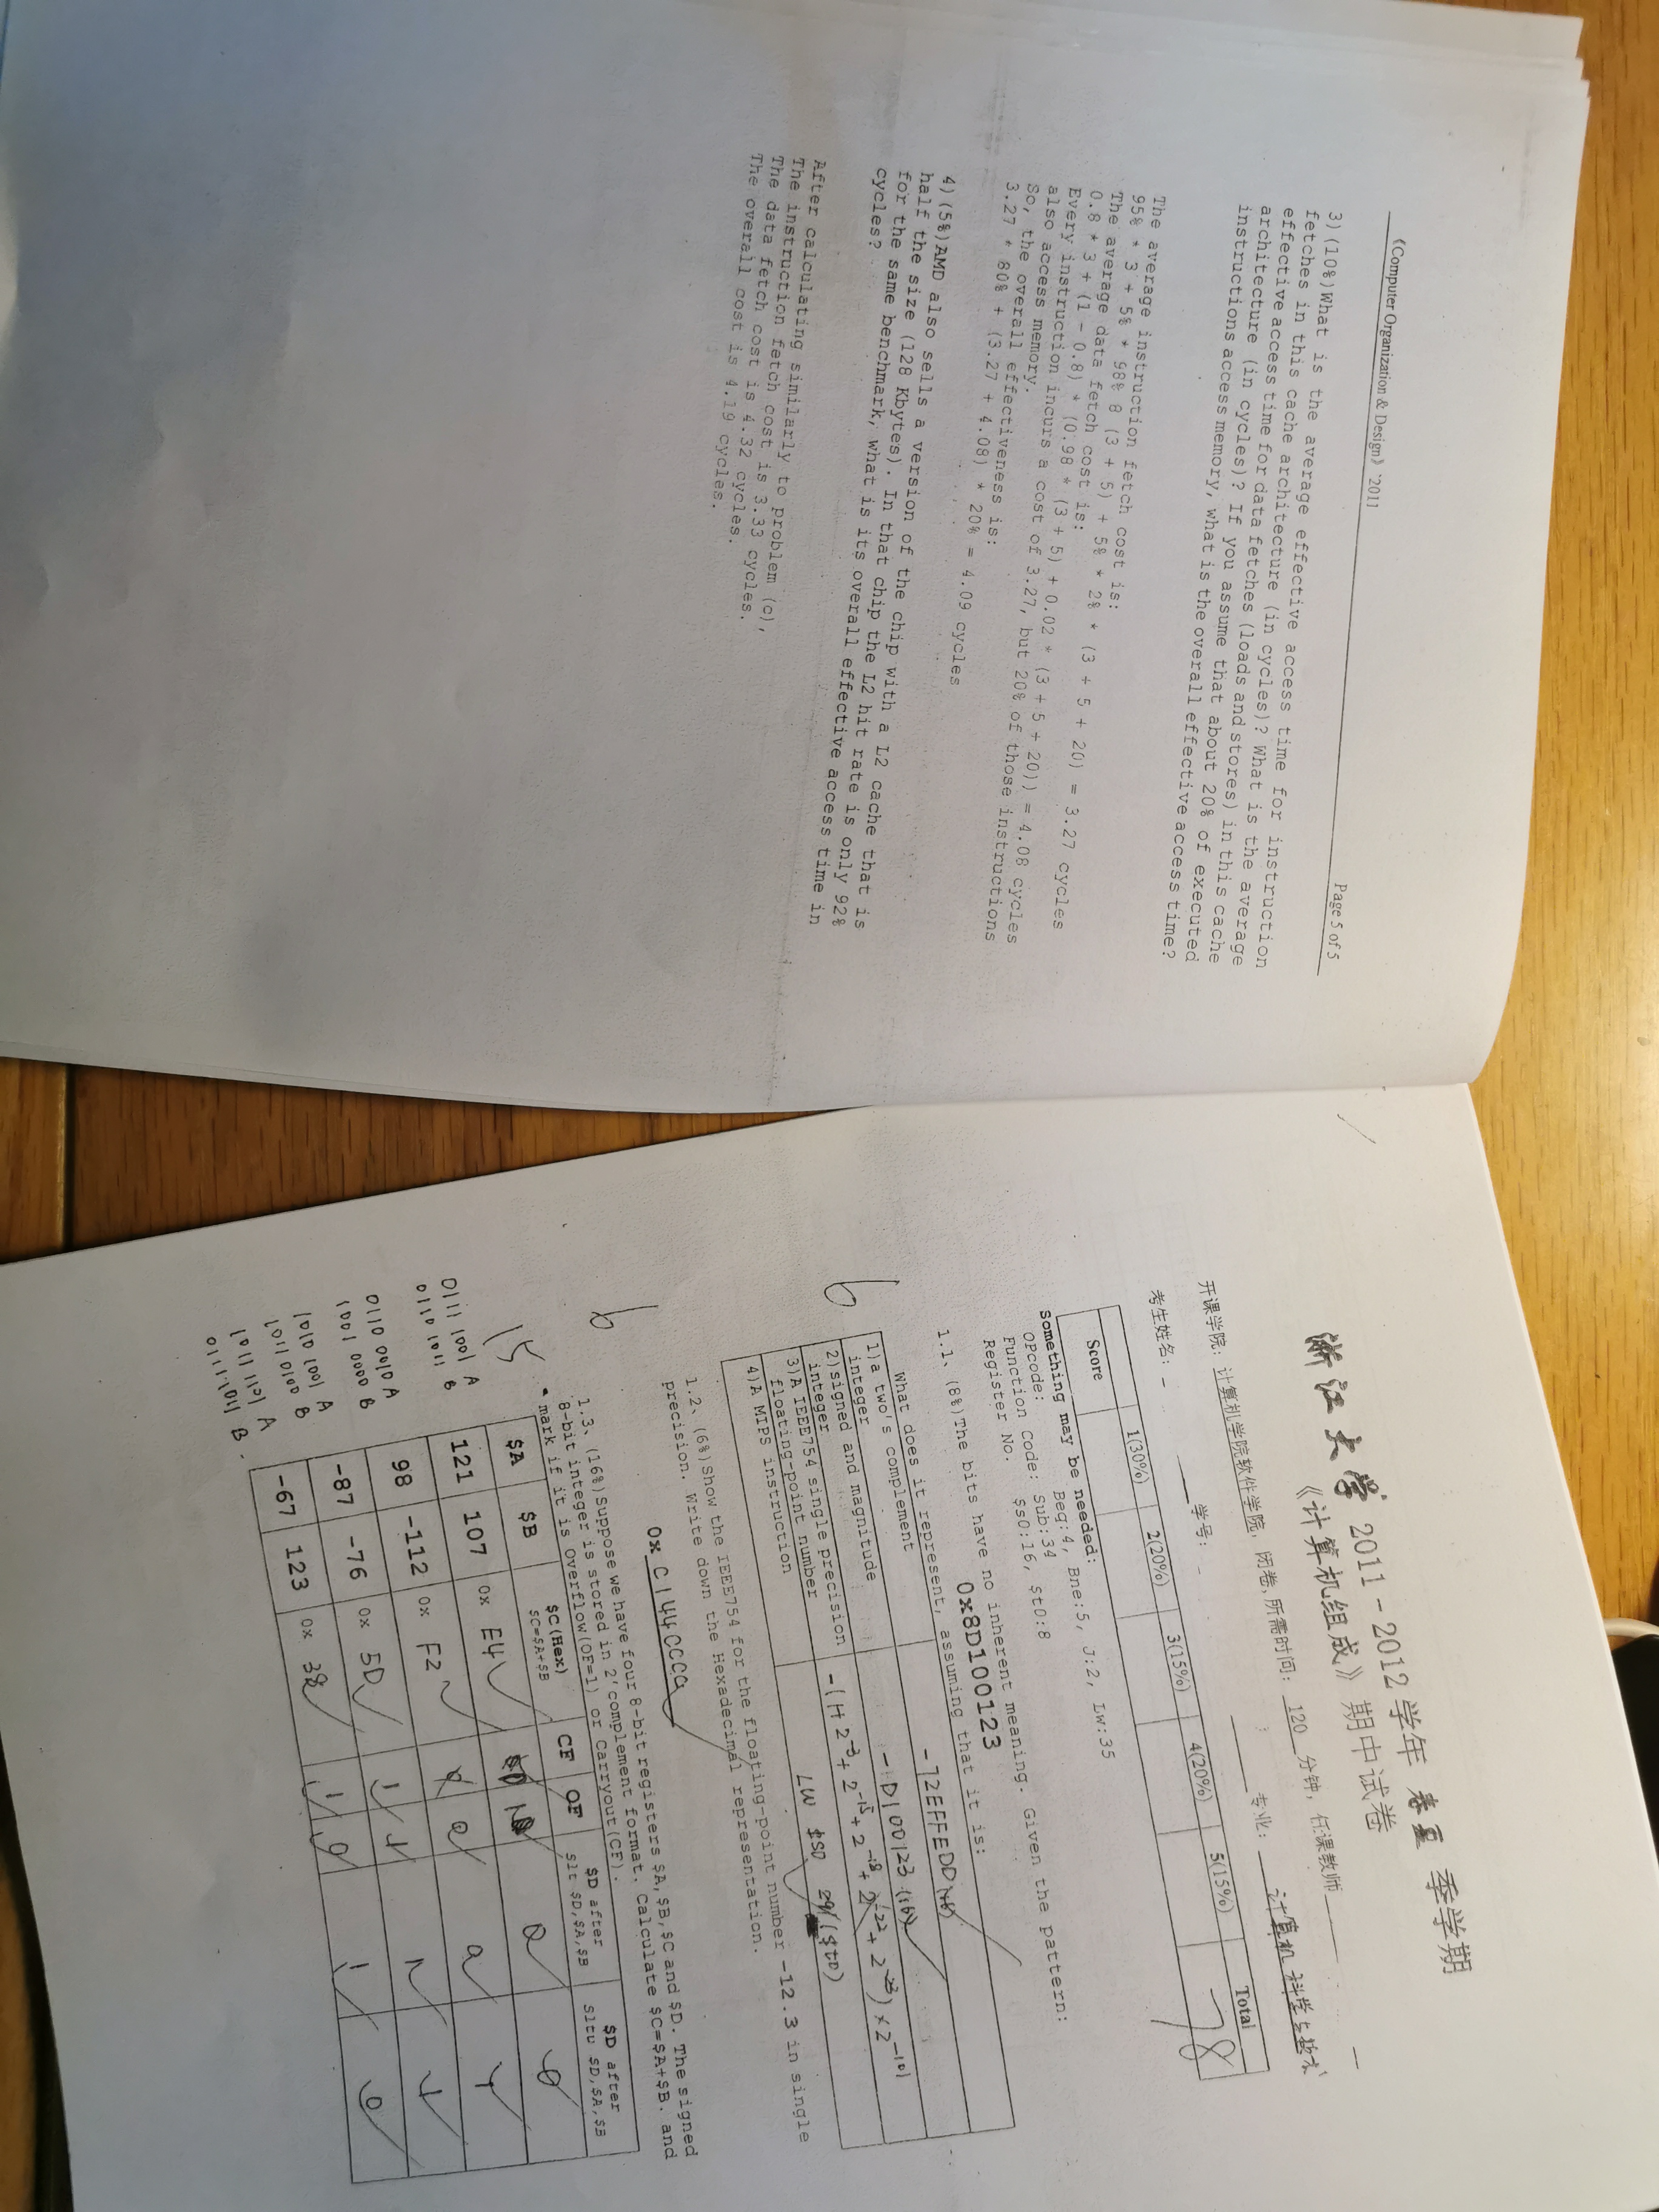 《Computer Organization & Design》'2011 Page 5 of 5
3) (10%)What is the average effective access time for instruction
fetches in this cache architecture (in cycles)? What is the average
effective access time for data fetches (loads and stores) in this cache
architecture (in cycles)? If you assume that about 20% of executed
instructions access memory, what is the overall effective access time?
The average instruction fetch cost is:
95% * 3 + 5% * 98% 8 (3 + 5) + 5% * 2% * (3 + 5 + 20) = 3.27 cycles
The average data fetch cost is:
0.8 * 3 + (1 - 0.8) * (0.98 * (3 + 5) + 0.02 * (3 + 5 + 20)) = 4.08 cycles
Every instruction incurs a cost of 3.27, but 20% of those instructions
also access memory.
So, the overall effectiveness is:
3.27 * 80% + (3.27 + 4.08) * 20% = 4.09 cycles
4) (5%)AMD also sells a version of the chip with a L2 cache that is
half the size (128 Kbytes). In that chip the L2 hit rate is only 92%
for the same benchmark, what is its overall effective access time in
cycles?
After calculating similarly to problem (c),
The instruction fetch cost is 3.33 cycles.
The data fetch cost is 4.32 cycles.
The overall cost is 4.19 cycles.
浙江大学 2011–2012 学年 春夏 季学期
《计算机组成》期中试卷
开课学院: 计算机学院软件学院, 闭卷,所需时间: 120 分钟, 任课教师
考生姓名: 学号: 专业: 计算机科学与技术
1(30%) 2(20%) 3(15%) 4(20%) 5(15%) Total
Score 78
Something may be needed:
OPcode: Beg:4, Bne:5, J:2, Lw:35
Function Code: Sub:34
Register No. $s0:16, $t0:8
1.1、(8%)The bits have no inherent meaning. Given the pattern:
0x8D100123
What does it represent, assuming that it is:
6
1)a two's complement integer -72EFFEDD
2)signed and magnitude integer -D100123 (16)
3)A IEEE754 single precision floating-point number -(1+2^-3+2^-15+2^-18+2^-22+2^-23)×2^-101
4)A MIPS instruction LW $S0 291($t0)
1.2、(6%)Show the IEEE754 for the floating-point number -12.3 in single
precision. Write down the Hexadecimal representation.
6
0x C144CCCC
1.3、(16%)Suppose we have four 8-bit registers $A,$B,$C and $D. The signed
8-bit integer is stored in 2'complement format. Calculate $C=$A+$B. and
mark if it is Overflow(OF=1) or Carryout(CF).
15
$A $B $C(Hex) $C=$A+$B CF OF $D after slt $D,$A,$B $D after sltu $D,$A,$B
121 107 0x E4 0 1 0 0
98 -112 0x F2 0 0 0 1
-87 -76 0x 5D 1 1 1 1
-67 123 0x 38 1 0 1 0
0111 1001 A
0110 1011 B
0110 0010 A
1001 0000 B
1010 1001 A
1011 0100 B
1011 1101 A
0111 1011 B